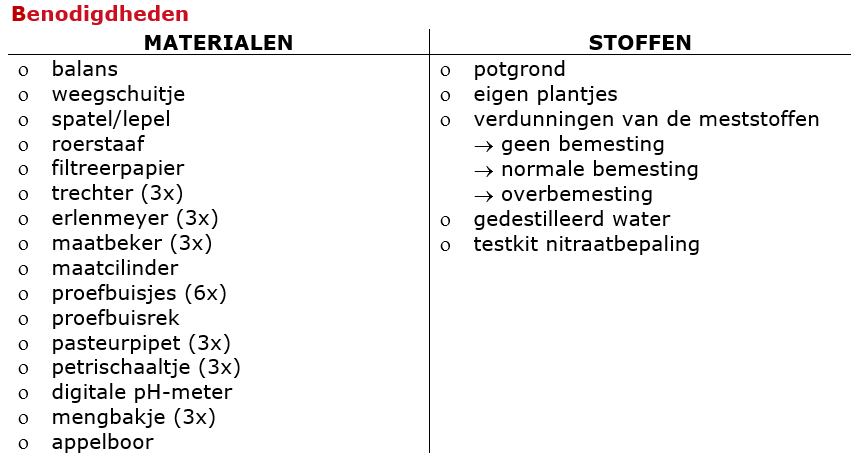 Benodigdheden
MATERIALEN
o balans
o weegschuitje
o spatel/lepel
o roerstaaf
o filtreerpapier
o trechter (3x)
o erlenmeyer (3x)
o maatbeker (3x)
o maatcilinder
o proefbuisjes (6x)
o proefbuisrek
o pasteurpipet (3x)
o petrischaaltje (3x)
o digitale pH-meter
o mengbakje (3x)
o appelboor
STOFFEN
o potgrond
o eigen plantjes
o verdunningen van de meststoffen
→ geen bemesting
→ normale bemesting
→ overbemesting
o gedestilleerd water
o testkit nitraatbepaling